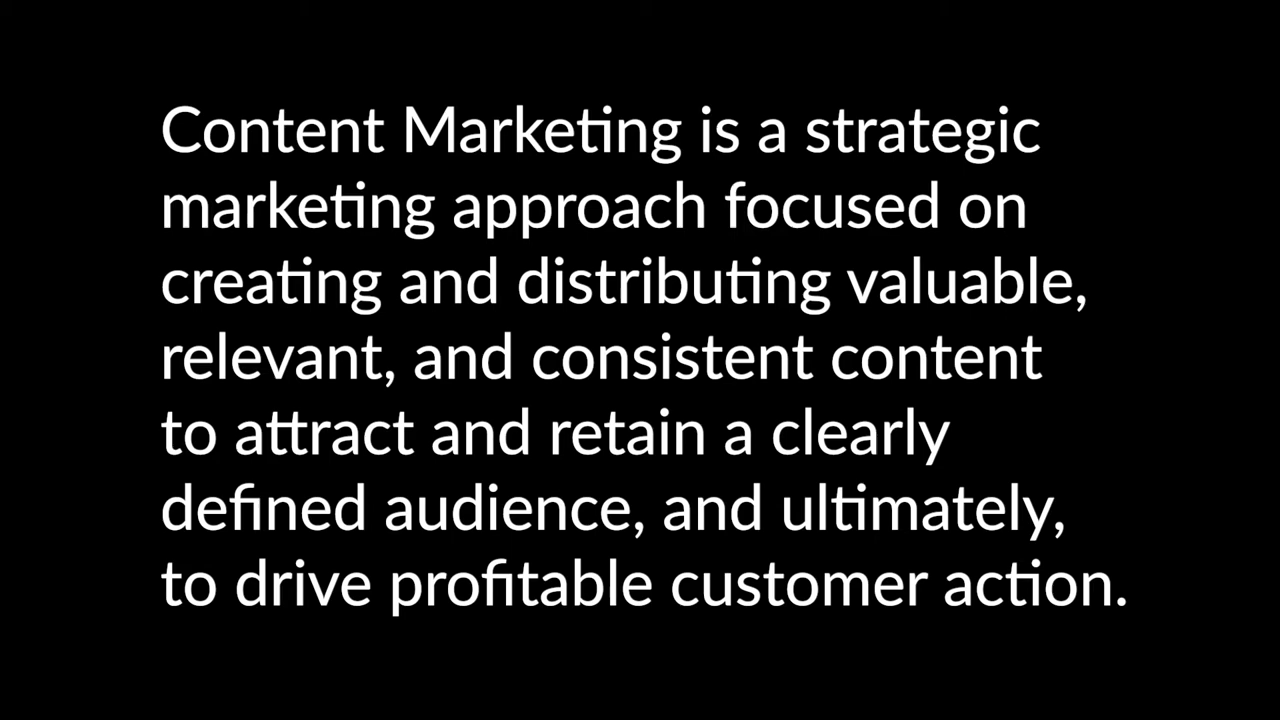 Content Marketing is a strategic
marketing approach focused on
creating and distributing valuable,
relevant, and consistent content
to attract and retain a clearly
defined audience, and ultimately,
to drive profitable customer action.